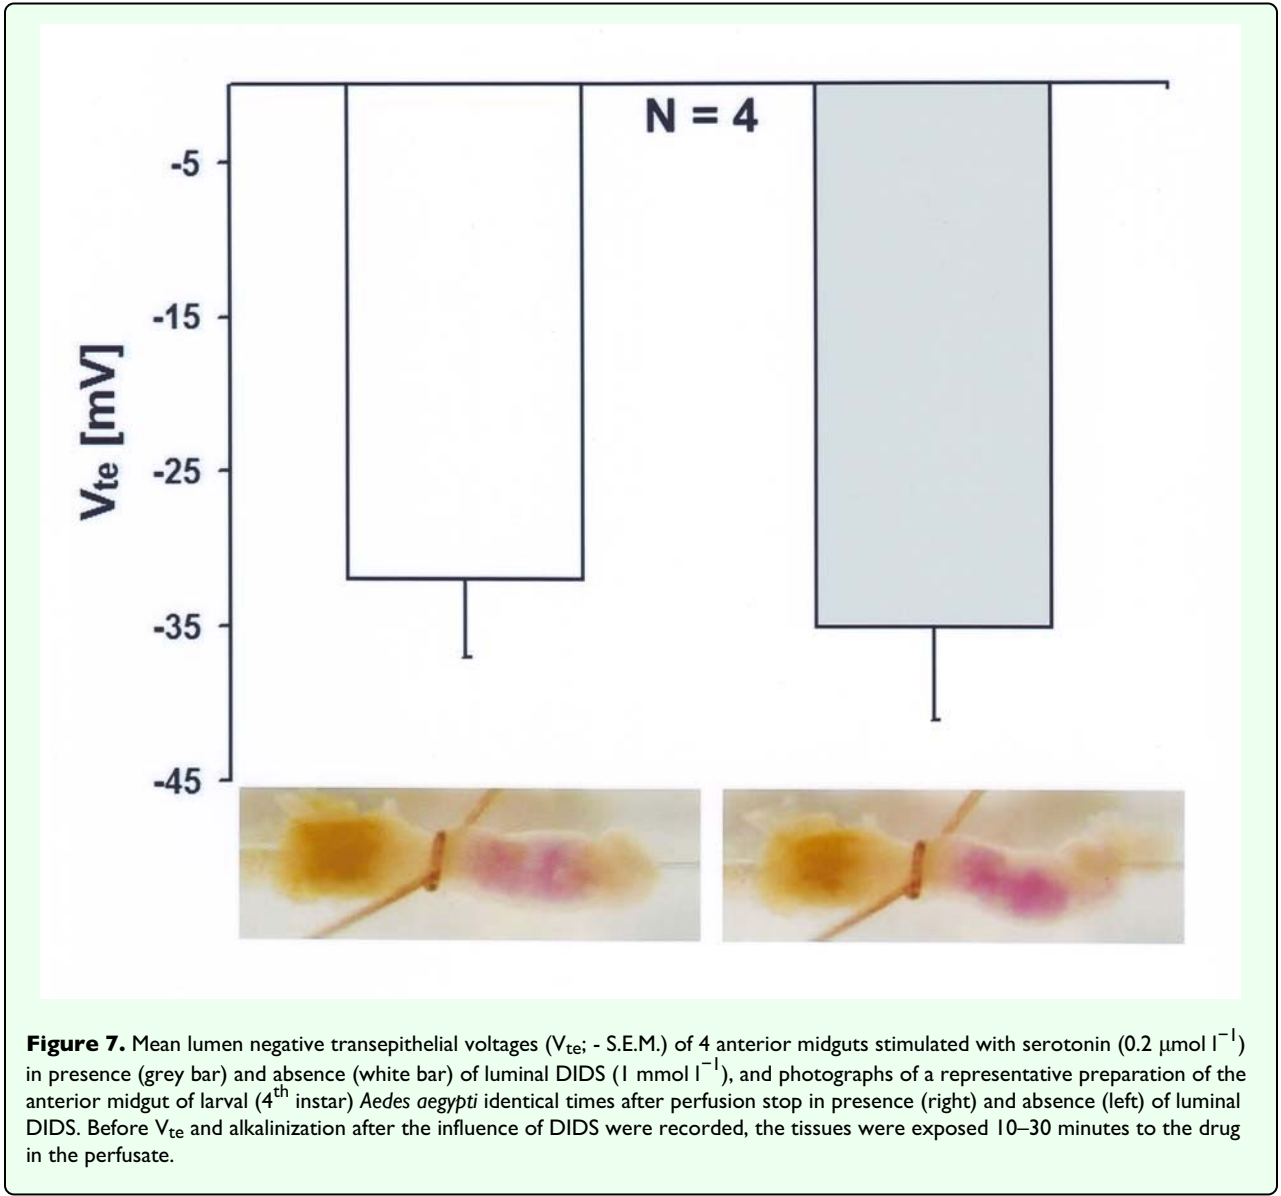 N = 4
-5
-15
-25
-35
-45
Vte [mV]
Figure 7. Mean lumen negative transepithelial voltages (Vte; - S.E.M.) of 4 anterior midguts stimulated with serotonin (0.2 μmol l−1)
in presence (grey bar) and absence (white bar) of luminal DIDS (1 mmol l−1), and photographs of a representative preparation of the
anterior midgut of larval (4th instar) Aedes aegypti identical times after perfusion stop in presence (right) and absence (left) of luminal
DIDS. Before Vte and alkalinization after the influence of DIDS were recorded, the tissues were exposed 10–30 minutes to the drug
in the perfusate.